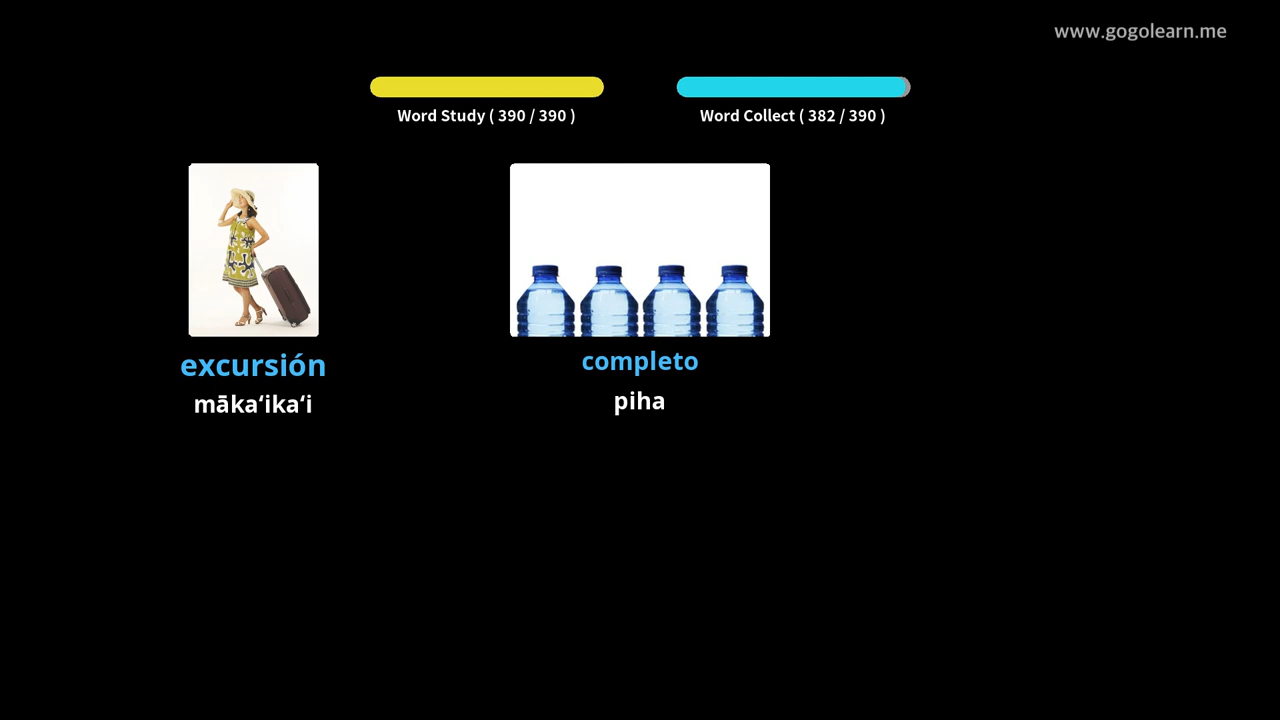 www.gogolearn.me
Word Study ( 390 / 390 )
Word Collect ( 382 / 390 )
excursión
mākaʻikaʻi
completo
piha